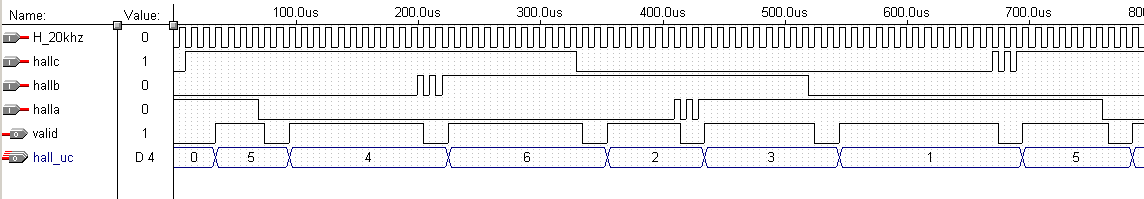 Name: Value: 100.0us 200.0us 300.0us 400.0us 500.0us 600.0us 700.0us 800
H_20khz 0
hallc 1
hallb 0
halla 0
valid 1
hall_uc D 4 0 5 4 6 2 3 1 5